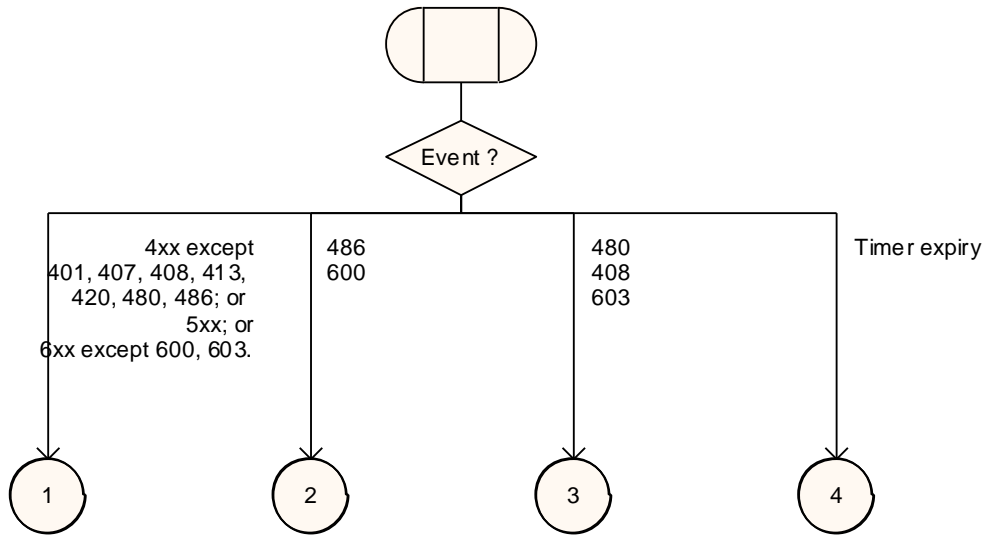 Event ?
4xx except
401, 407, 408, 413,
420, 480, 486; or
5xx; or
6xx except 600, 603.
486
600
480
408
603
Timer expiry
1
2
3
4